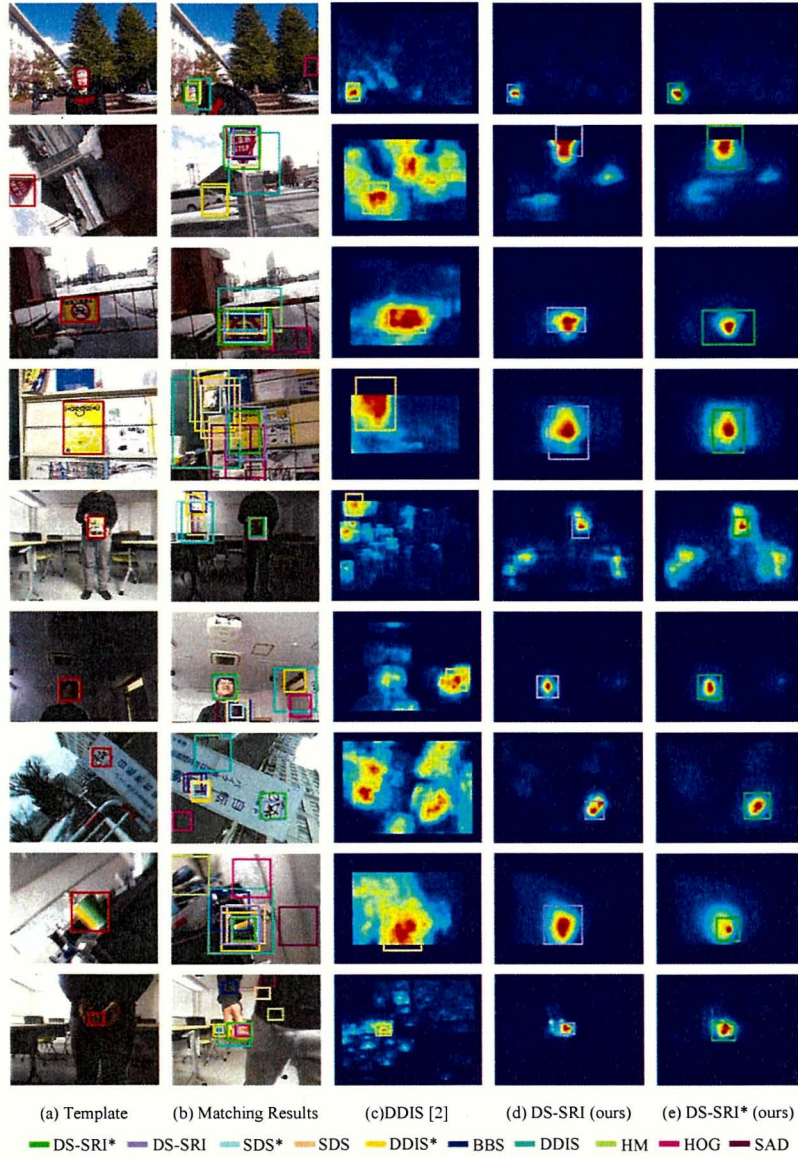 (a) Template (b) Matching Results (c)DDIS [2] (d) DS-SRI (ours) (e) DS-SRI* (ours)
DS-SRI* DS-SRI SDS* SDS DDIS* BBS DDIS HM HOG SAD